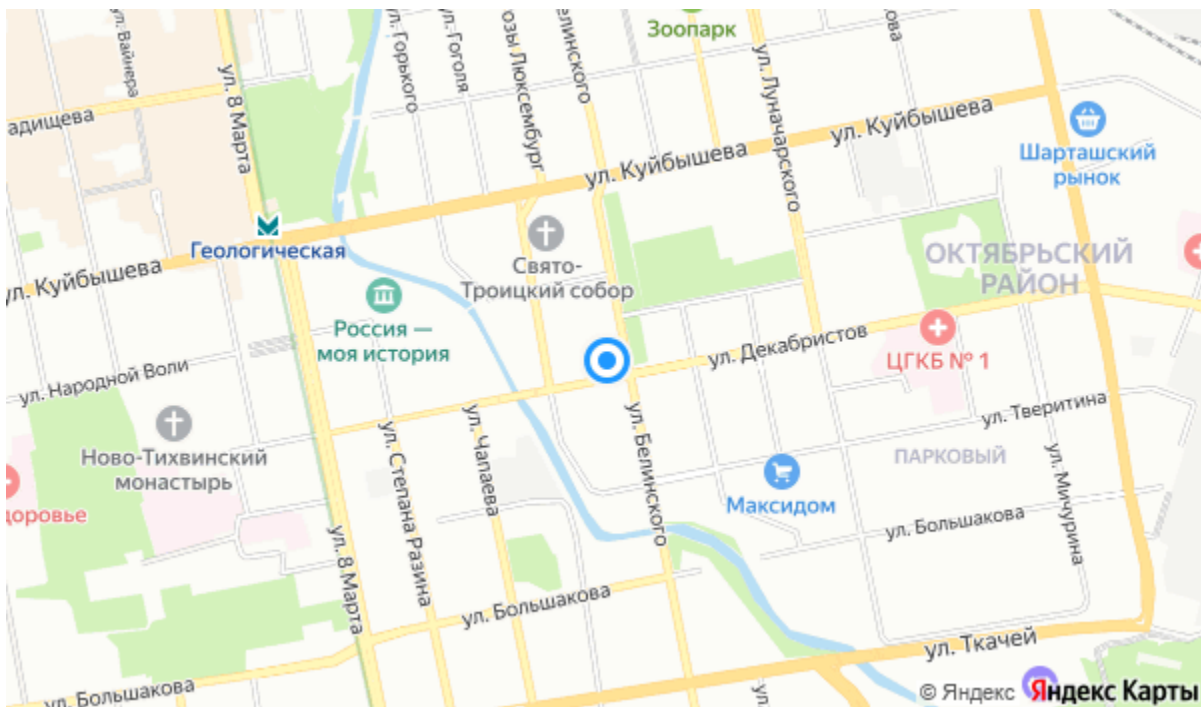 ул. Вайнера
ул. 8 Марта
ул. Горького
ул. Гоголя
озы Люксембург
елинского
Зоопарк
ул. Луначарского
ова
адищева
ул. Куйбышева
ул. Куйбышева
Шарташский
рынок
Геологическая
ул. Куйбышева
Свято-
Троицкий собор
ОКТЯБРЬСКИЙ
РАЙОН
Россия —
моя история
ул. Декабристов
ЦГКБ № 1
ул. Народной Воли
ул. Тверитина
Ново-Тихвинский
монастырь
ул. Степана Разина
ул. Чапаева
ул. Белинского
ПАРКОВЫЙ
ул. Мичурина
Максидом
доровье
ул. 8 Марта
ул. Большакова
ул. Большакова
ул. Ткачей
ул. Большакова
© Яндекс Яндекс Карты